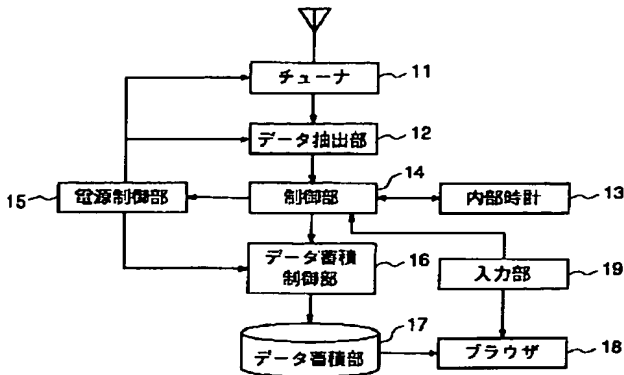 チューナ
11
データ抽出部
12
14
15
電源制御部
制御部
内部時計
13
データ蓄積
制御部
16
入力部
19
17
データ蓄積部
ブラウザ
18